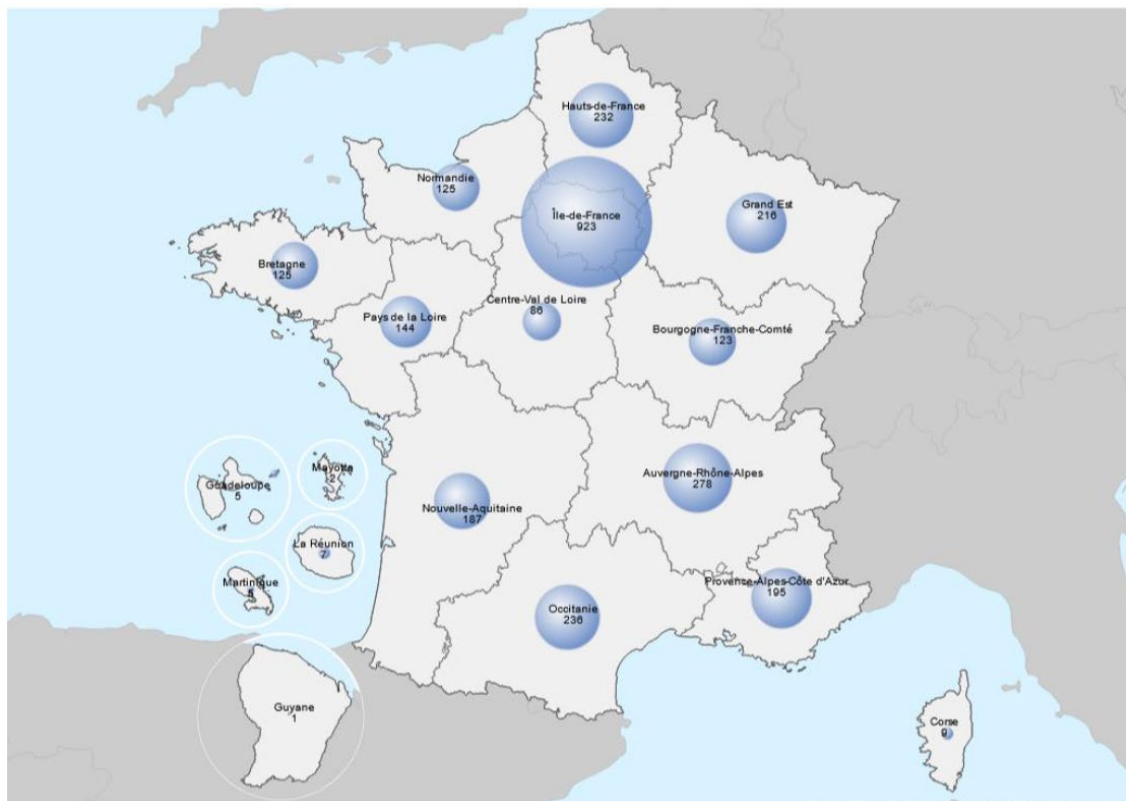 Hauts-de-France
232
Normandie
125
Île-de-France
923
Grand Est
216
Bretagne
125
Centre-Val de Loire
86
Pays de la Loire
144
Bourgogne-Franche-Comté
123
Auvergne-Rhône-Alpes
278
Mayotte
2
Guadeloupe
5
Nouvelle-Aquitaine
187
La Réunion
7
Martinique
5
Provence-Alpes-Côte d'Azur
195
Occitanie
236
Guyane
1
Corse
9